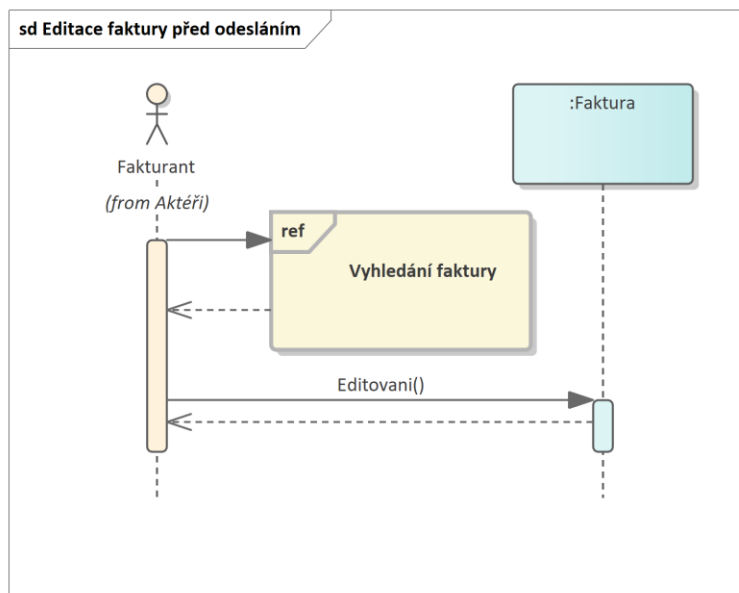 sd Editace faktury před odesláním
:Faktura
Fakturant
(from Aktéři)
ref
Vyhledání faktury
Editovani()